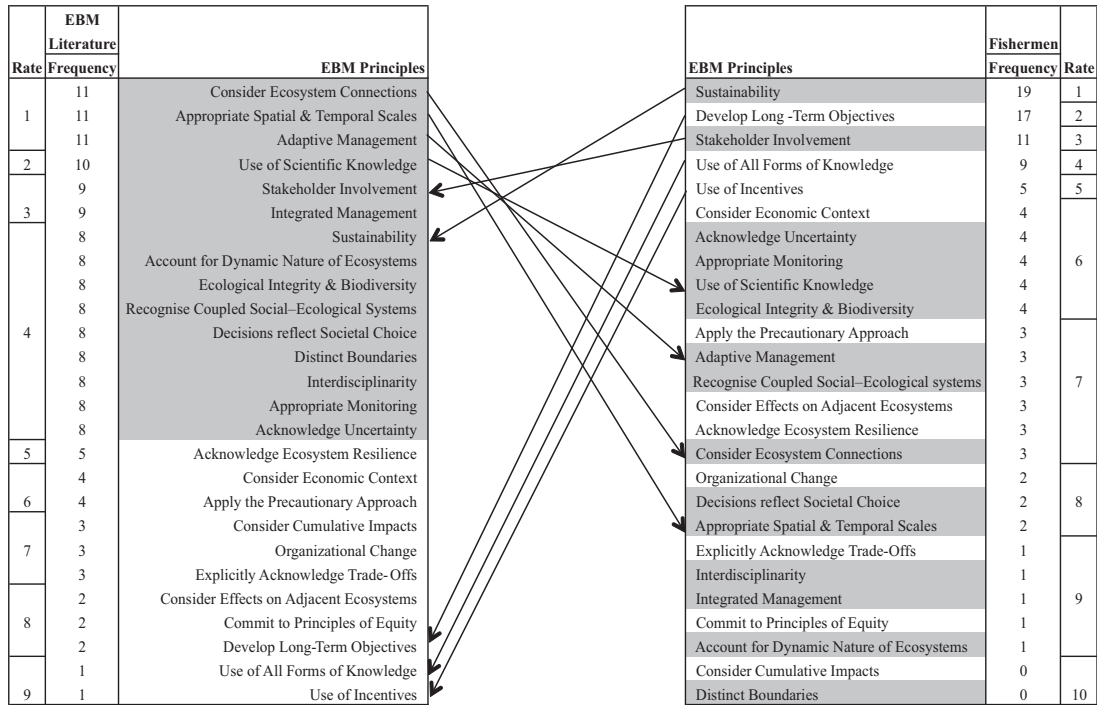 EBM
Literature Fishermen
Rate Frequency EBM Principles EBM Principles Frequency Rate
11 Consider Ecosystem Connections Sustainability 19 1
1 11 Appropriate Spatial & Temporal Scales Develop Long -Term Objectives 17 2
11 Adaptive Management Stakeholder Involvement 11 3
2 10 Use of Scientific Knowledge Use of All Forms of Knowledge 9 4
9 Stakeholder Involvement Use of Incentives 5 5
3 9 Integrated Management Consider Economic Context 4
8 Sustainability Acknowledge Uncertainty 4
8 Account for Dynamic Nature of Ecosystems Appropriate Monitoring 4 6
8 Ecological Integrity & Biodiversity Use of Scientific Knowledge 4
8 Recognise Coupled Social–Ecological Systems Ecological Integrity & Biodiversity 4
4 8 Decisions reflect Societal Choice Apply the Precautionary Approach 3
8 Distinct Boundaries Adaptive Management 3
8 Interdisciplinarity Recognise Coupled Social–Ecological systems 3 7
8 Appropriate Monitoring Consider Effects on Adjacent Ecosystems 3
8 Acknowledge Uncertainty Acknowledge Ecosystem Resilience 3
5 5 Acknowledge Ecosystem Resilience Consider Ecosystem Connections 3
4 Consider Economic Context Organizational Change 2
6 4 Apply the Precautionary Approach Decisions reflect Societal Choice 2 8
3 Consider Cumulative Impacts Appropriate Spatial & Temporal Scales 2
7 3 Organizational Change Explicitly Acknowledge Trade-Offs 1
3 Explicitly Acknowledge Trade-Offs Interdisciplinarity 1
2 Consider Effects on Adjacent Ecosystems Integrated Management 1 9
8 2 Commit to Principles of Equity Commit to Principles of Equity 1
2 Develop Long-Term Objectives Account for Dynamic Nature of Ecosystems 1
1 Use of All Forms of Knowledge Consider Cumulative Impacts 0
9 1 Use of Incentives Distinct Boundaries 0 10